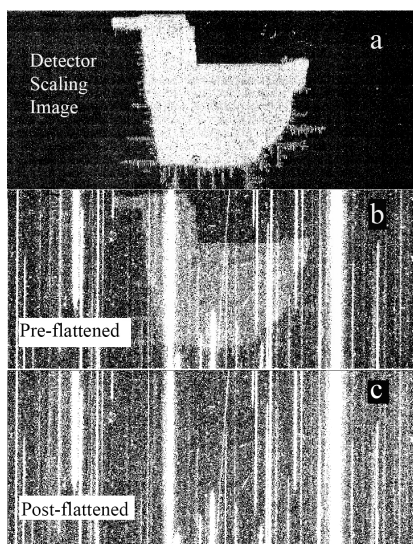 a
Detector
Scaling
Image
b
Pre-flattened
c
Post-flattened